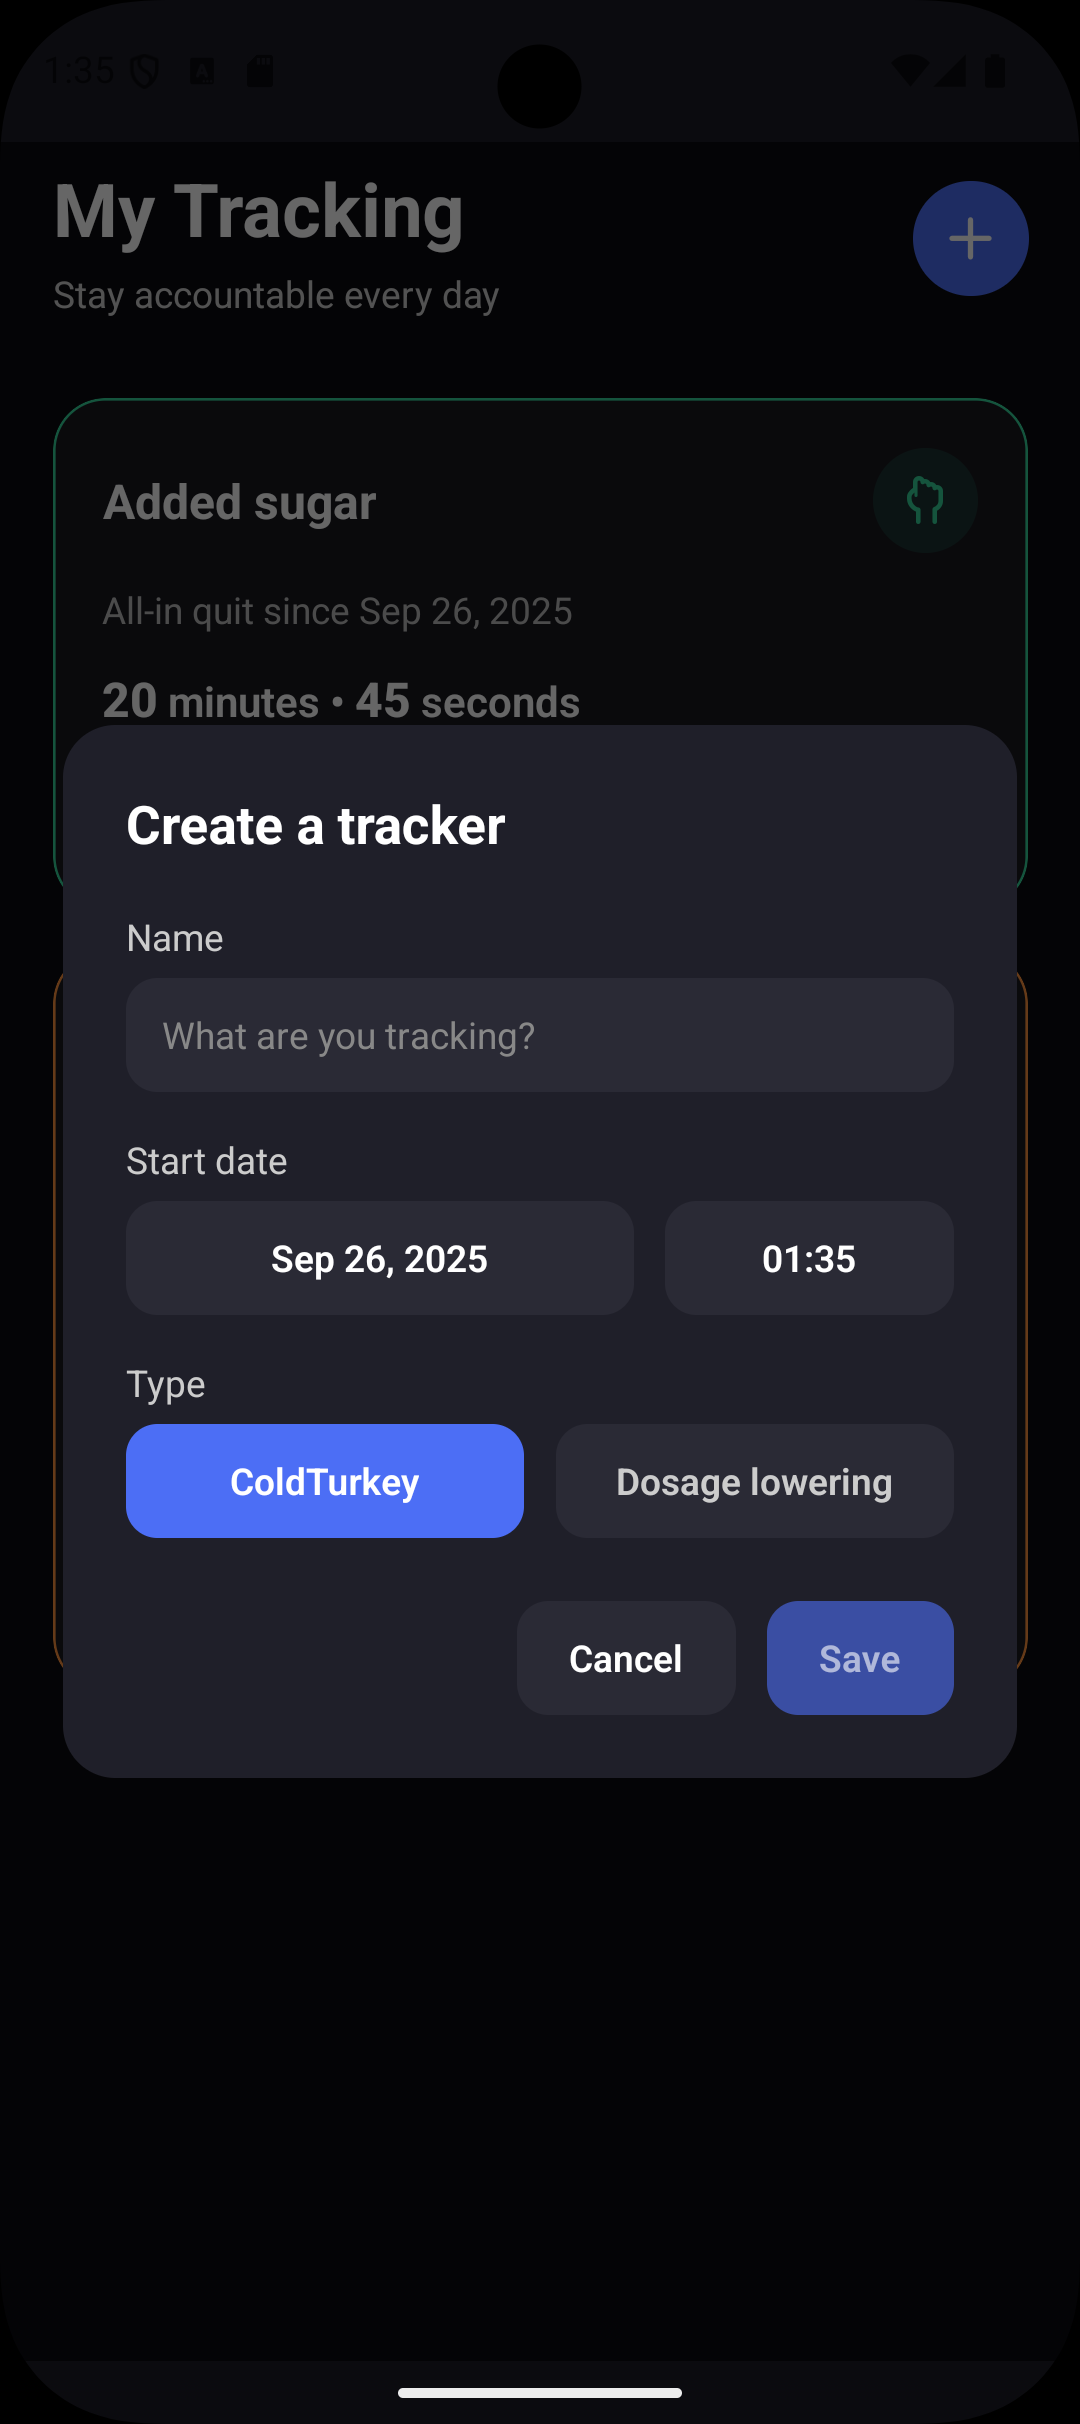 1:35
My Tracking
Stay accountable every day
Added sugar
All-in quit since Sep 26, 2025
20 minutes • 45 seconds
Create a tracker
Name
What are you tracking?
Start date
Sep 26, 2025 01:35
Type
ColdTurkey Dosage lowering
Cancel Save